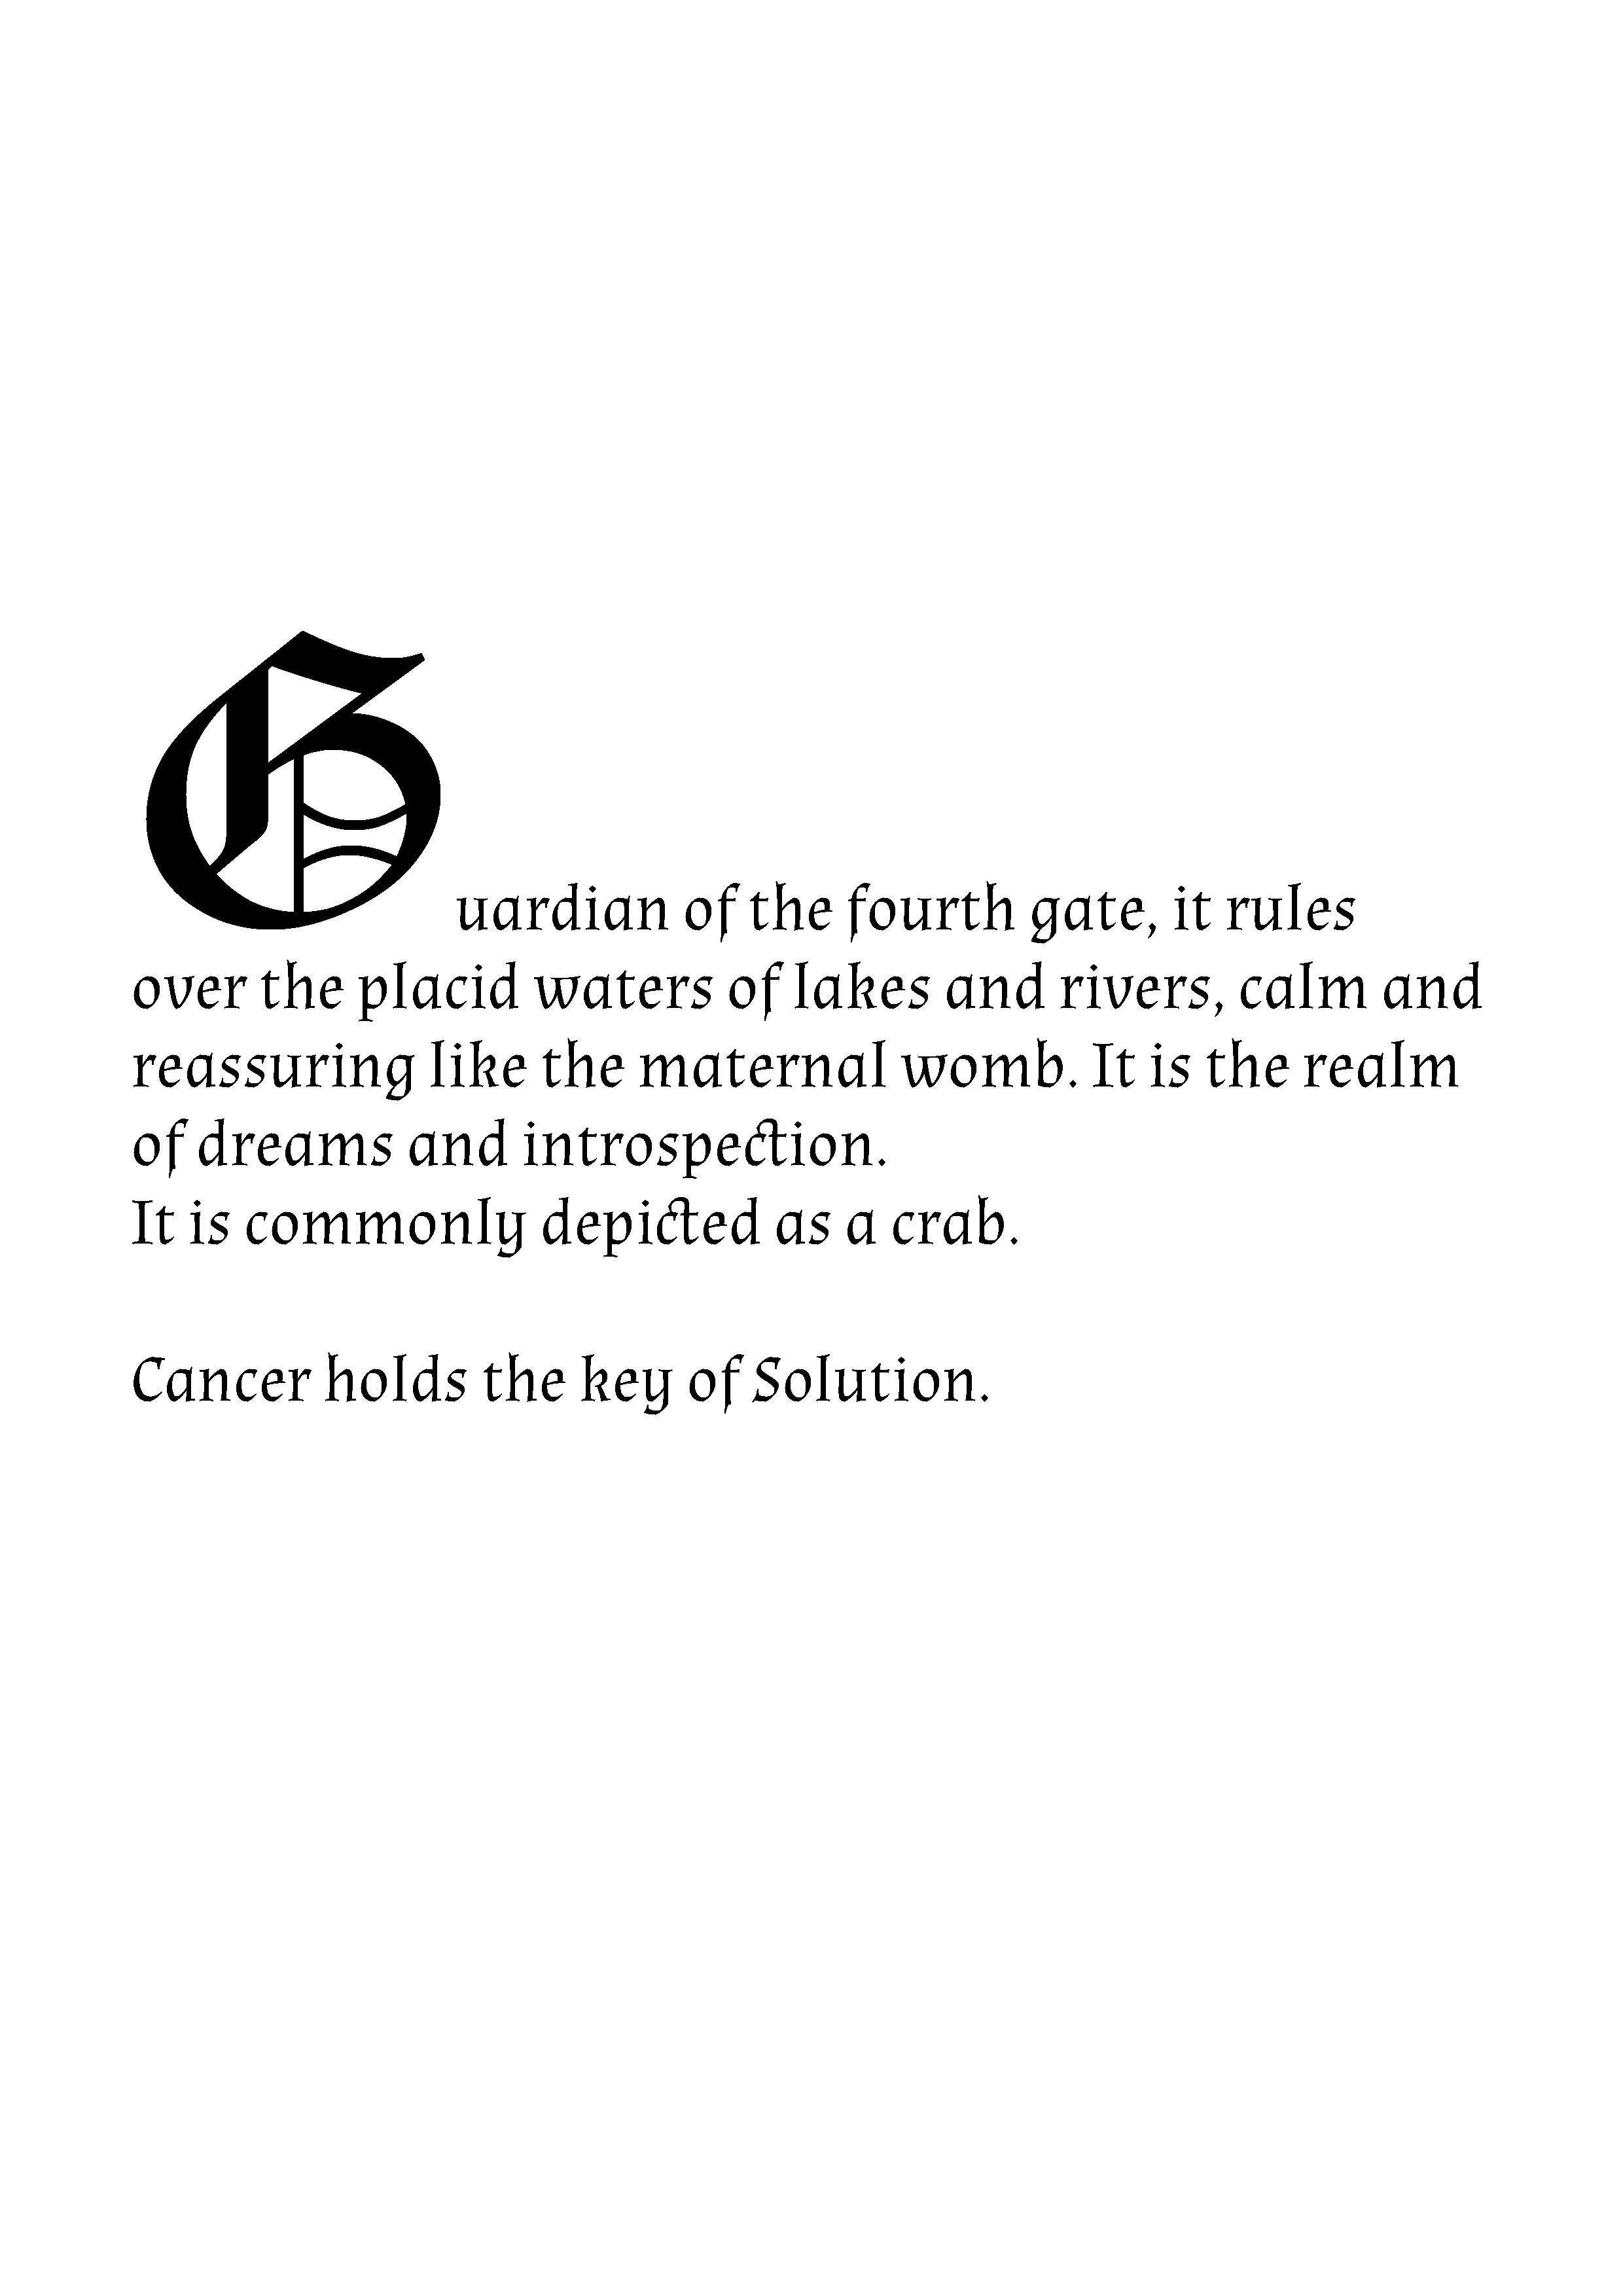 Guardian of the fourth gate, it rules
over the placid waters of lakes and rivers, calm and
reassuring like the maternal womb. It is the realm
of dreams and introspection.
It is commonly depicted as a crab.
Cancer holds the key of Solution.